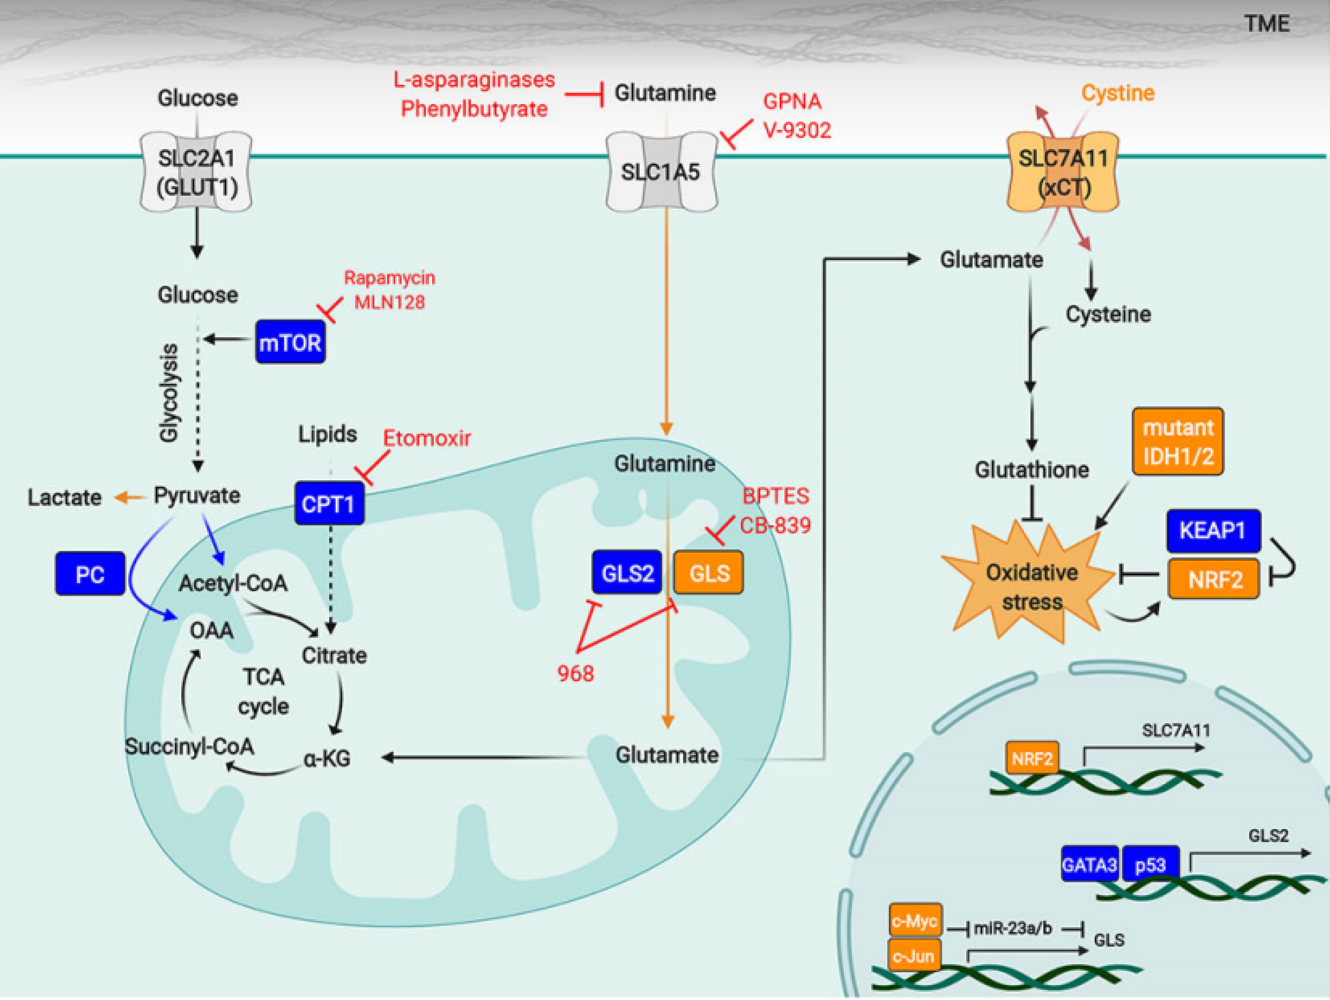 TME
Glucose
L-asparaginases
Phenylbutyrate
Glutamine
GPNA
V-9302
Cystine
SLC2A1
(GLUT1)
SLC1A5
SLC7A11
(xCT)
Glucose
Rapamycin
MLN128
mTOR
Glycolysis
Glutamate
Cysteine
Lipids
Etomoxir
CPT1
Lactate
Pyruvate
PC
Acetyl-CoA
OAA
Citrate
TCA
cycle
Succinyl-CoA
α-KG
Glutamine
BPTES
CB-839
GLS2
GLS
968
Glutamate
Glutathione
mutant
IDH1/2
KEAP1
NRF2
Oxidative
stress
SLC7A11
NRF2
GLS2
GATA3
p53
c-Myc
miR-23a/b
GLS
c-Jun